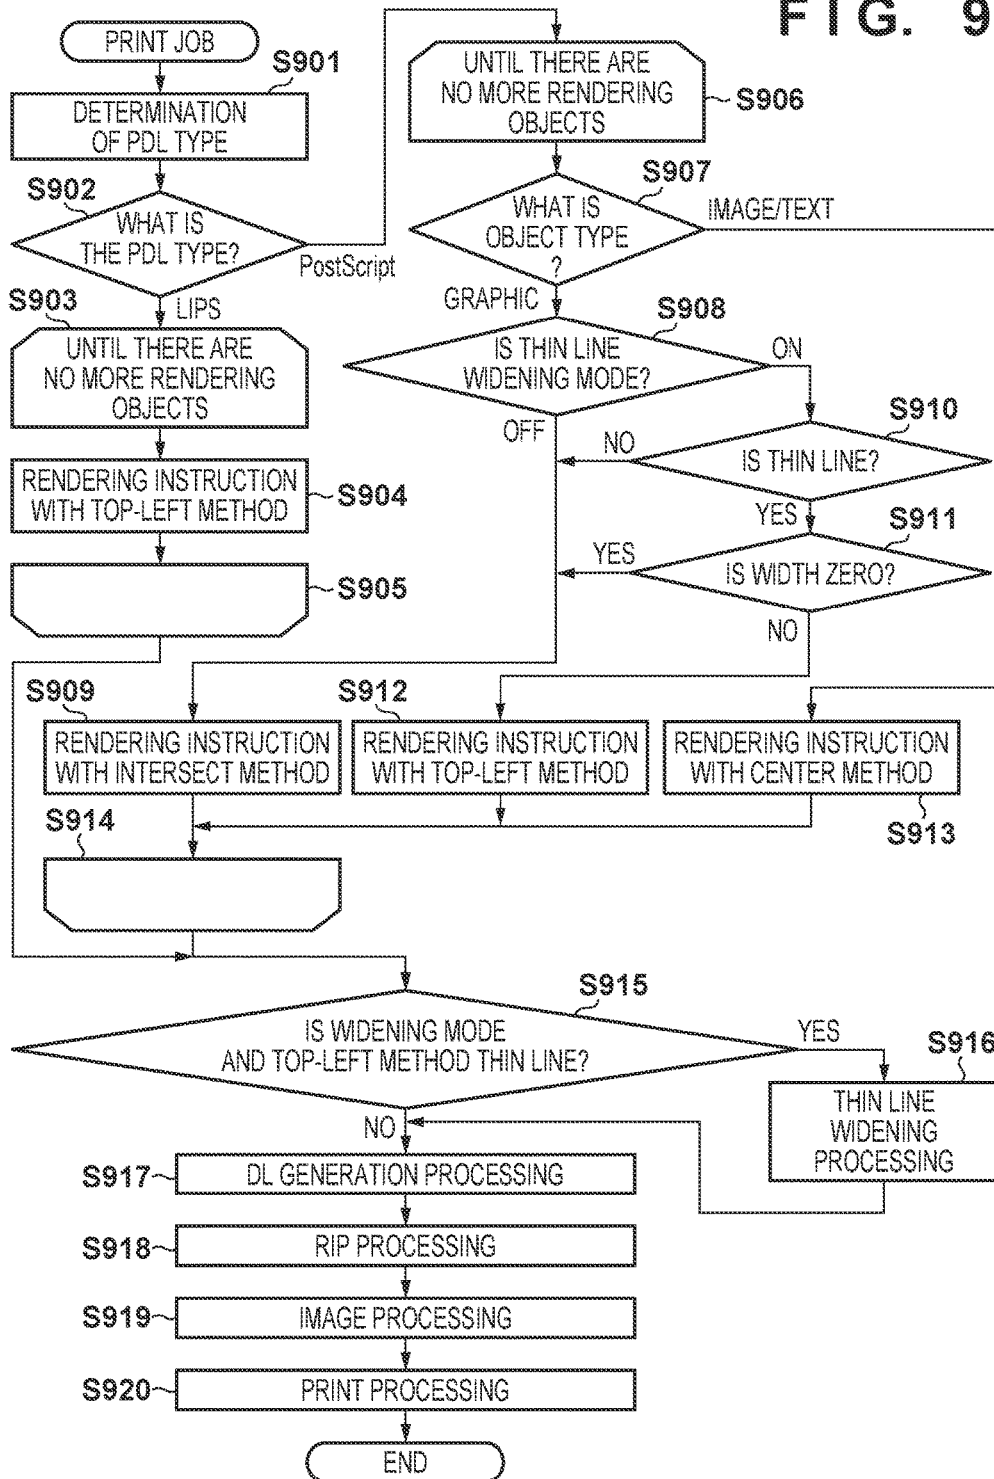 FIG. 9
PRINT JOB
S901
DETERMINATION
OF PDL TYPE
S902
WHAT IS
THE PDL TYPE?
PostScript
LIPS
S903
UNTIL THERE ARE
NO MORE RENDERING
OBJECTS
RENDERING INSTRUCTION
WITH TOP-LEFT METHOD
S904
S905
UNTIL THERE ARE
NO MORE RENDERING
OBJECTS
S906
S907
WHAT IS
OBJECT TYPE
?
IMAGE/TEXT
GRAPHIC
S908
IS THIN LINE
WIDENING MODE?
ON
OFF
S910
NO
IS THIN LINE?
YES
S911
YES
IS WIDTH ZERO?
NO
S909
RENDERING INSTRUCTION
WITH INTERSECT METHOD
S912
RENDERING INSTRUCTION
WITH TOP-LEFT METHOD
RENDERING INSTRUCTION
WITH CENTER METHOD
S913
S914
S915
IS WIDENING MODE
AND TOP-LEFT METHOD THIN LINE?
YES
S916
THIN LINE
WIDENING
PROCESSING
NO
S917
DL GENERATION PROCESSING
S918
RIP PROCESSING
S919
IMAGE PROCESSING
S920
PRINT PROCESSING
END